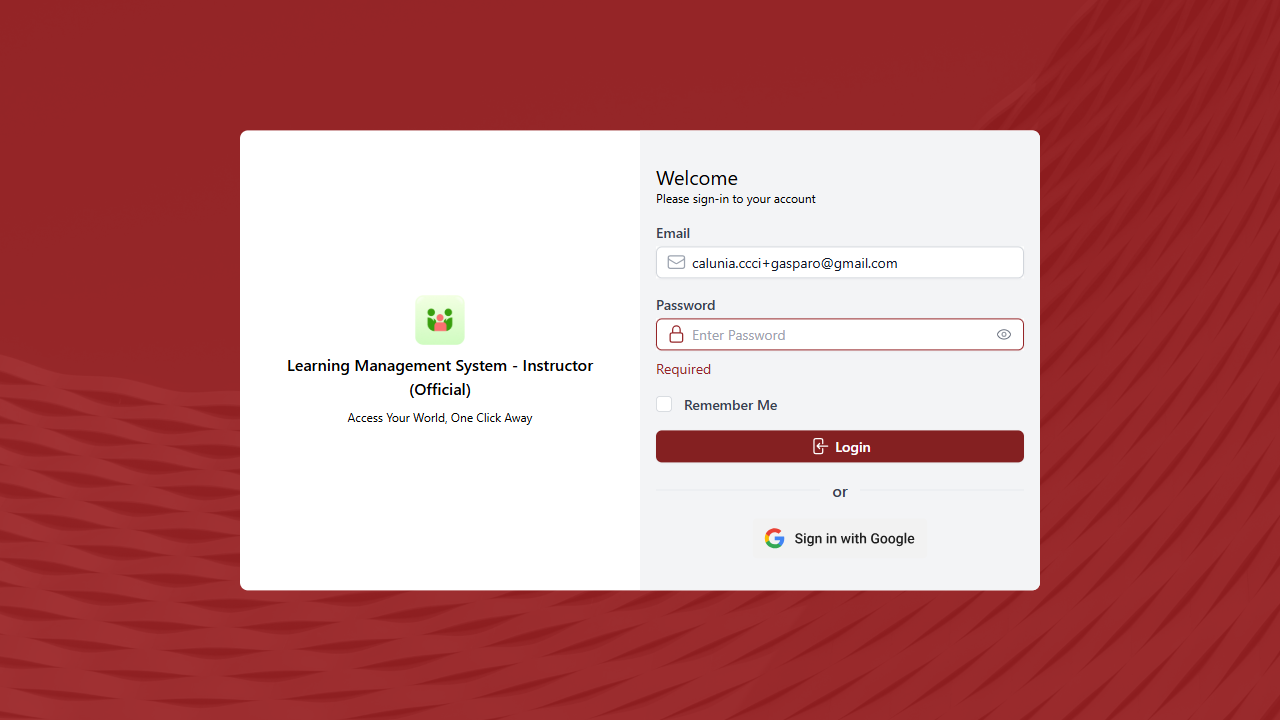 Learning Management System - Instructor
(Official)
Access Your World, One Click Away
Welcome
Please sign-in to your account
Email
calunia.ccci+gasparo@gmail.com
Password
Enter Password
Required
Remember Me
Login
or
Sign in with Google